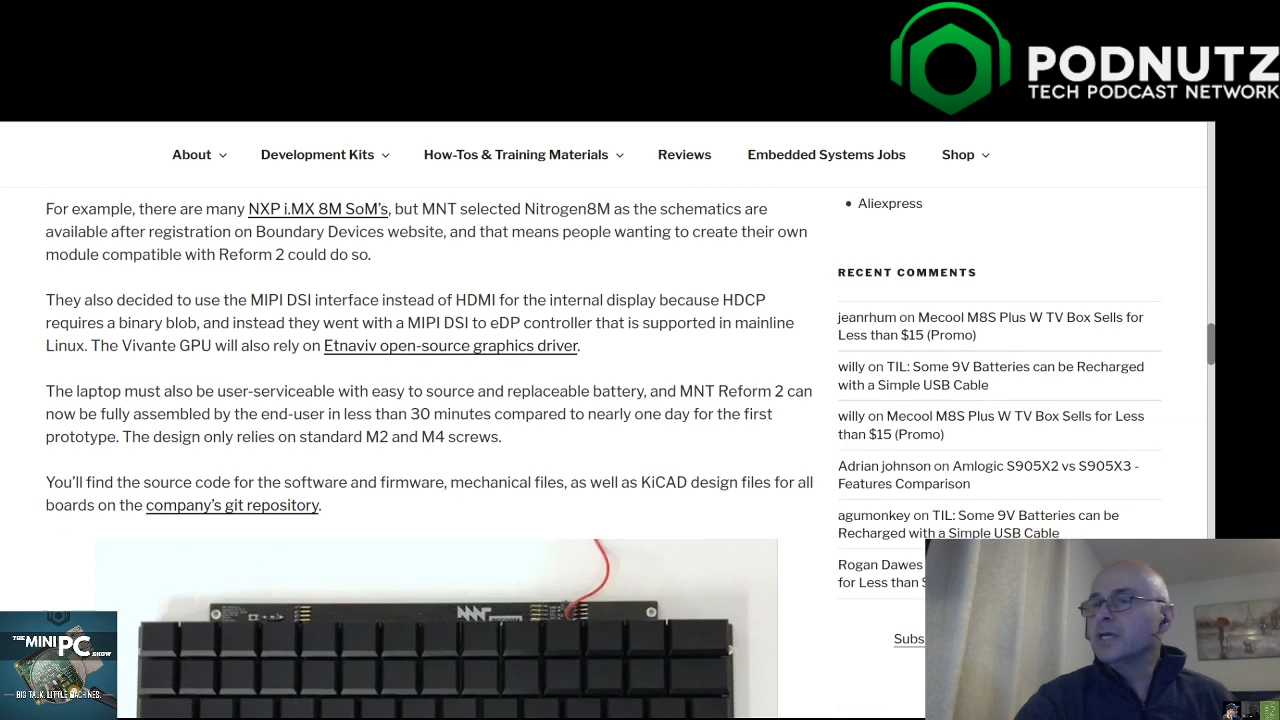 PODNUTZ
TECH PODCAST NETWORK
About
Development Kits
How-Tos & Training Materials
Reviews
Embedded Systems Jobs
Shop
For example, there are many NXP i.MX 8M SoM's, but MNT selected Nitrogen8M as the schematics are
available after registration on Boundary Devices website, and that means people wanting to create their own
module compatible with Reform 2 could do so.
They also decided to use the MIPI DSI interface instead of HDMI for the internal display because HDCP
requires a binary blob, and instead they went with a MIPI DSI to eDP controller that is supported in mainline
Linux. The Vivante GPU will also rely on Etnaviv open-source graphics driver.
The laptop must also be user-serviceable with easy to source and replaceable battery, and MNT Reform 2 can
now be fully assembled by the end-user in less than 30 minutes compared to nearly one day for the first
prototype. The design only relies on standard M2 and M4 screws.
You'll find the source code for the software and firmware, mechanical files, as well as KiCAD design files for all
boards on the company's git repository.
Aliexpress
RECENT COMMENTS
jeanrhum on Mecool M8S Plus W TV Box Sells for
Less than $15 (Promo)
willy on TIL: Some 9V Batteries can be Recharged
with a Simple USB Cable
willy on Mecool M8S Plus W TV Box Sells for Less
than $15 (Promo)
Adrian johnson on Amlogic S905X2 vs S905X3 -
Features Comparison
agumonkey on TIL: Some 9V Batteries can be
Recharged with a Simple USB Cable
Rogan Dawes
for Less than
Subs
MNT
THE MINI PC SHOW
BIG TALK. LITTLE MACHINES.